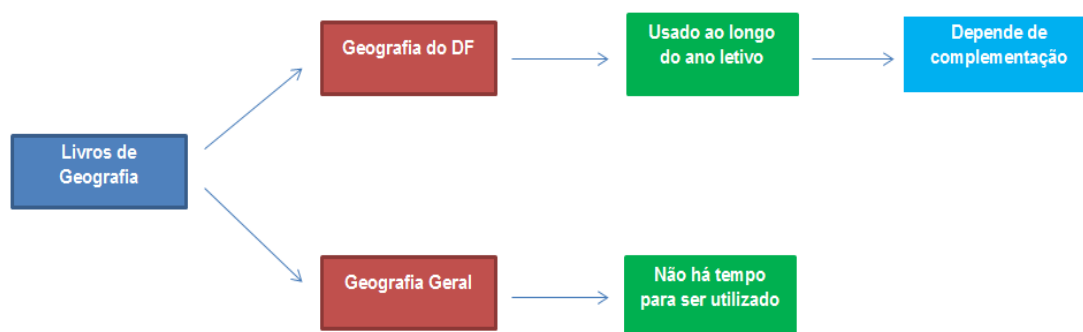 Livros de
Geografia
Geografia do DF
Usado ao longo
do ano letivo
Depende de
complementação
Geografia Geral
Não há tempo
para ser utilizado